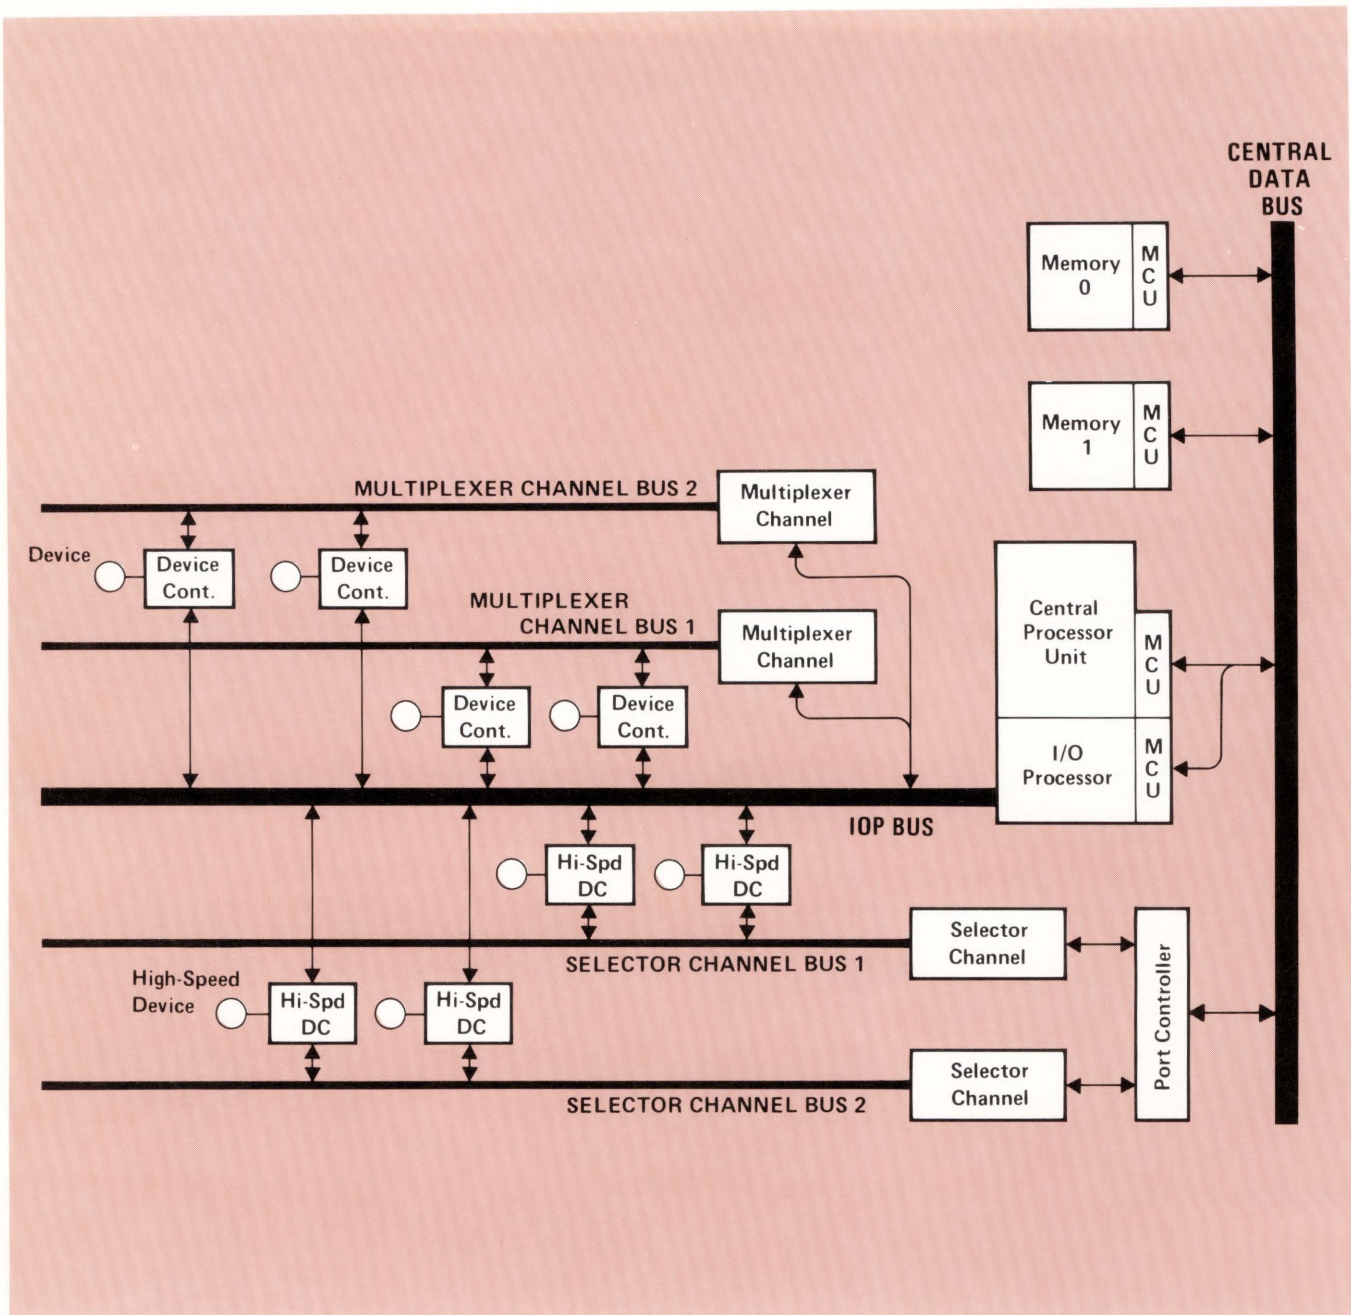 CENTRAL
DATA
BUS
Memory
0
M
C
U
Memory
1
M
C
U
MULTIPLEXER CHANNEL BUS 2
Multiplexer
Channel
Device
Device
Cont.
Device
Cont.
MULTIPLEXER
CHANNEL BUS 1
Multiplexer
Channel
Central
Processor
Unit
M
C
U
Device
Cont.
Device
Cont.
I/O
Processor
M
C
U
IOP BUS
Hi-Spd
DC
Hi-Spd
DC
Selector
Channel
SELECTOR CHANNEL BUS 1
Port Controller
High-Speed
Device
Hi-Spd
DC
Hi-Spd
DC
Selector
Channel
SELECTOR CHANNEL BUS 2